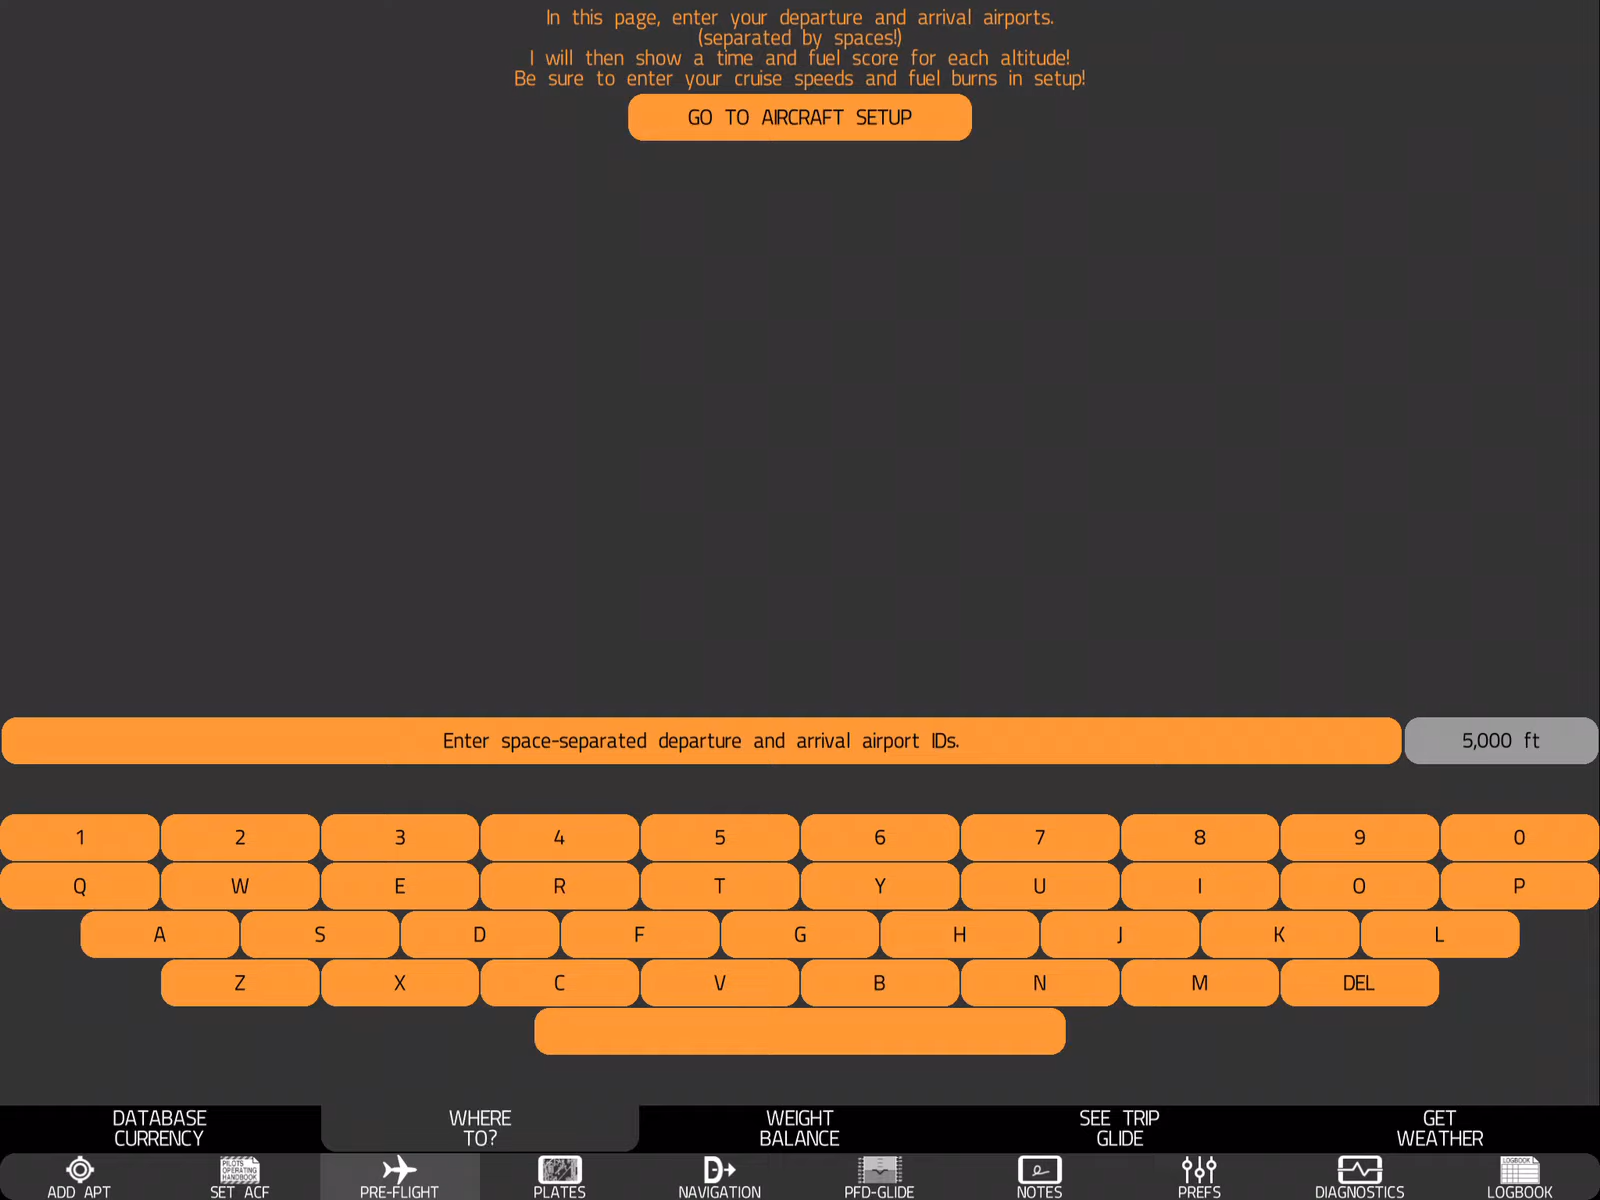 In this page, enter your departure and arrival airports.
(separated by spaces!)
I will then show a time and fuel score for each altitude!
Be sure to enter your cruise speeds and fuel burns in setup!
GO TO AIRCRAFT SETUP
Enter space-separated departure and arrival airport IDs.
5,000 ft
1 2 3 4 5 6 7 8 9 0
Q W E R T Y U I O P
A S D F G H J K L
Z X C V B N M DEL
DATABASE CURRENCY
WHERE TO?
WEIGHT BALANCE
SEE TRIP GLIDE
GET WEATHER
PILOTS OPERATING HANDBOOK
LOGBOOK
ADD APT
SET ACF
PRE-FLIGHT
PLATES
NAVIGATION
PFD-GLIDE
NOTES
PREFS
DIAGNOSTICS
LOGBOOK